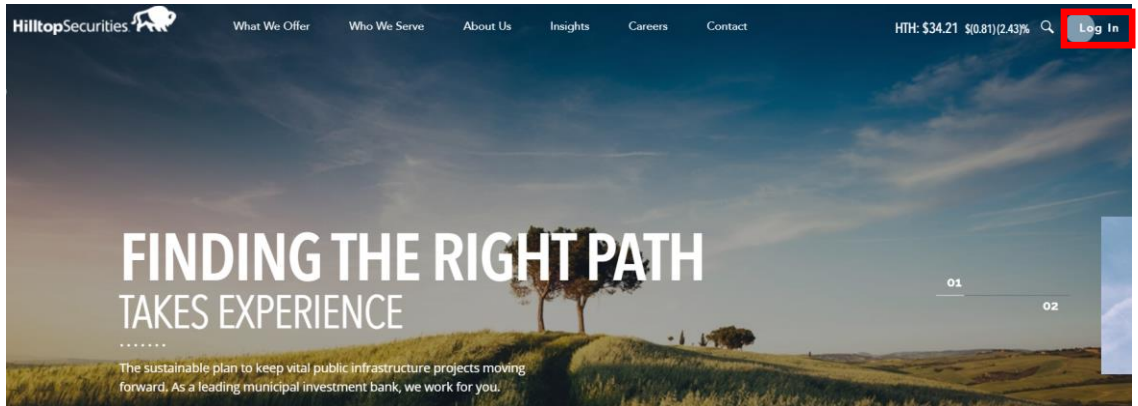 HilltopSecurities
What We Offer Who We Serve About Us Insights Careers Contact HTH: $34.21 $(0.81)(2.43)% Log In
FINDING THE RIGHT PATH
TAKES EXPERIENCE
The sustainable plan to keep vital public infrastructure projects moving
forward. As a leading municipal investment bank, we work for you.
01
02